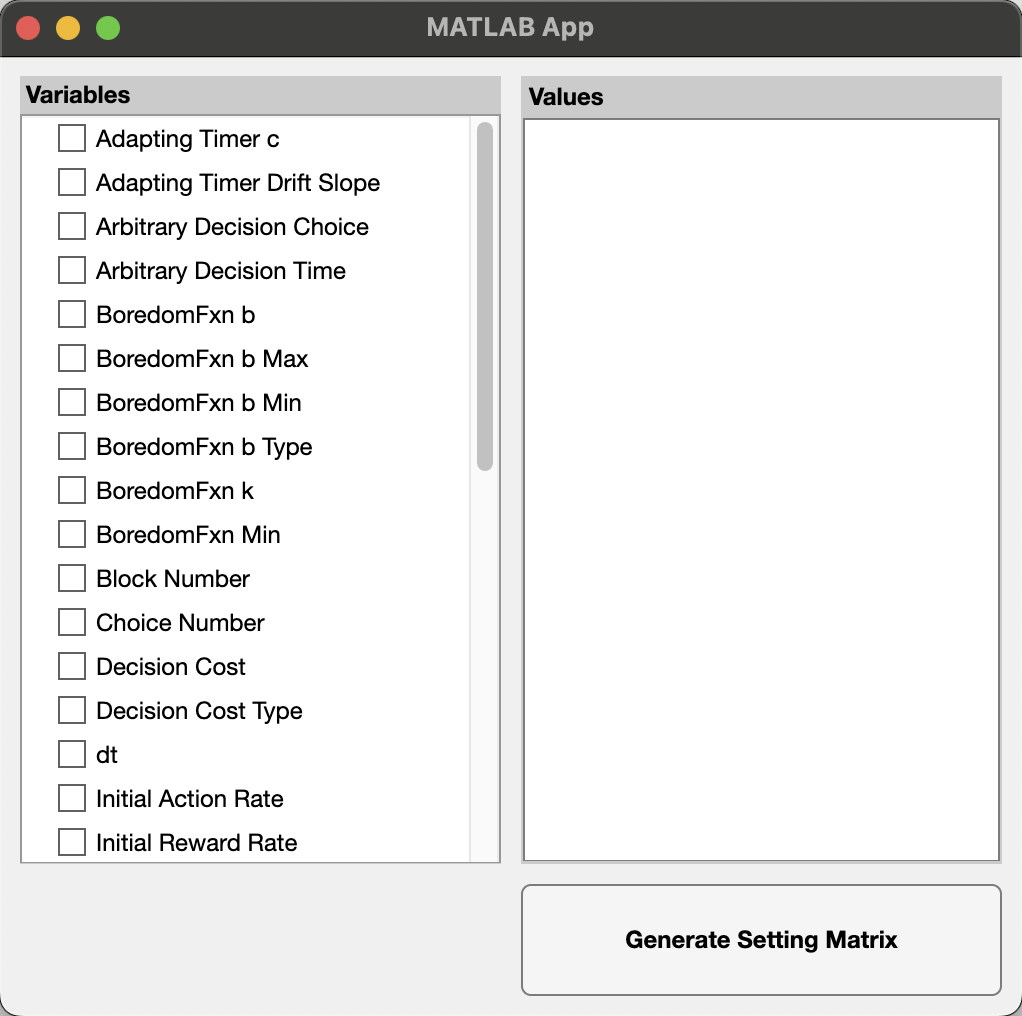 MATLAB App
Variables
Adapting Timer c
Adapting Timer Drift Slope
Arbitrary Decision Choice
Arbitrary Decision Time
BoredomFxn b
BoredomFxn b Max
BoredomFxn b Min
BoredomFxn b Type
BoredomFxn k
BoredomFxn Min
Block Number
Choice Number
Decision Cost
Decision Cost Type
dt
Initial Action Rate
Initial Reward Rate
Values
Generate Setting Matrix